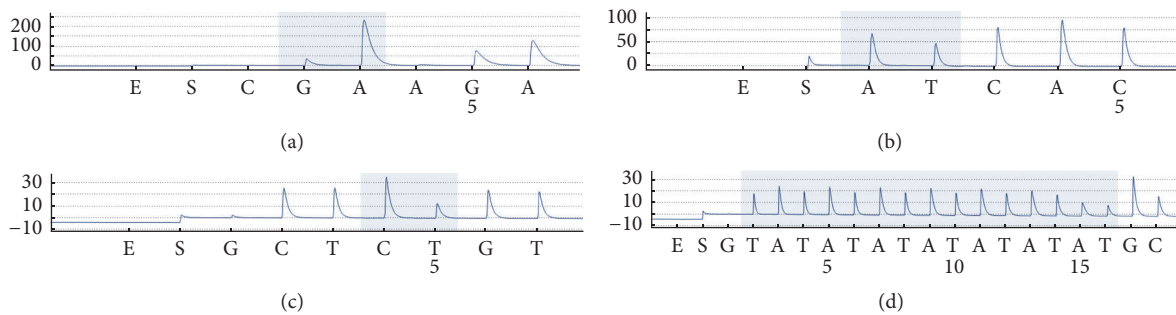 200
100
0
E S C G A A G A
5
(a)
100
50
0
E S A T C A C
5
(b)
30
10
−10
E S G C T C T G T
5
(c)
30
10
−10
E S G T A T A T A T A T A T A T A T G C
5 10 15
(d)